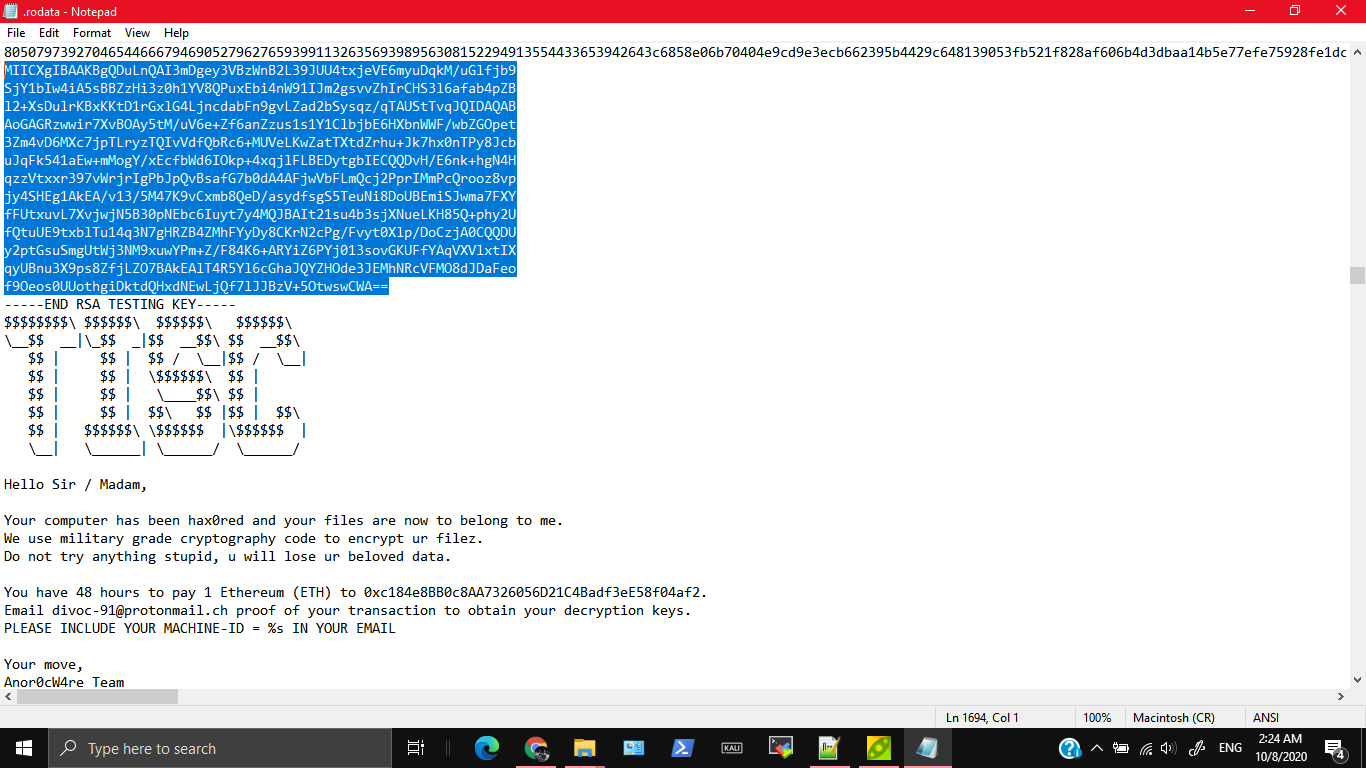 .rodata - Notepad
File Edit Format View Help
8050797392704654466679469052796276593991132635693989563081522949135544336539426
43c6858e06b70404e9cd9e3ecb662395b4429c648139053fb521f828af606b4d3dbaa14b5e77efe75928fe1dc
MIICXgIBAAKBgQDuLnQAI3mDgey3VBzWnB2L39JUU4txjeVE6myuDqkM/uGlfjb9
SjY1bIw4iA5sBBZzHi3z0h1YV8QPuxEbi4nW91IJm2gsvvZhIrCHS3l6afab4pZB
l2+XsDulrKBxKKtD1rGxlG4LjncdabFn9gvLZad2bSysqz/qTAUStTvqJQIDAQAB
AoGAGRzwwir7XvBOAy5tM/uV6e+Zf6anZzus1s1Y1ClbjbE6HXbnWWF/wbZGOpet
3Zm4vD6MXc7jpTLryzTQIvVdfQbRc6+MUVeLKwZatTXtdZrhu+Jk7hx0nTPy8Jcb
uJqFk541aEw+mMogY/xEcfbWd6IOkp+4xqjlFLBEDytgbIECQQDvH/E6nk+hgN4H
qzzVtxxr397vWrjrIgPbJpQvBsafG7b0dA4AFjwVbFLmQcj2PprIMmPcQrooz8vp
jy4SHEg1AkEA/v13/5M47K9vCxmb8QeD/asydfsgS5TeuNi8DoUBEmiSJwma7FXY
fFUtxuvL7XvjwjN5B30pNEbc6Iuyt7y4MQJBAIt21su4b3sjXNueLKH85Q+phy2U
fQtuUE9txblTu14q3N7gHRZB4ZMhFYyDy8CKrN2cPg/Fvyt0Xlp/DoCzjA0CQQDU
y2ptGsuSmgUtWj3NM9xuwYPm+Z/F84K6+ARYiZ6PYj013sovGKUFfYAqVXVlxtIX
qyUBnu3X9ps8ZfjLZO7BAkEAlT4R5Yl6cGhaJQYZHOde3JEMhNRcVFMO8dJDaFeo
f9Oeos0UUothgiDktdQHxdNEwLjQf7lJJBzV+5OtwswCWA==
-----END RSA TESTING KEY-----
$$$$$$$$\ $$$$$$\  $$$$$$\   $$$$$$\
\__$$  __|\_$$  _|$$  __$$\ $$  __$$\
   $$ |     $$ |  $$ /  \__|$$ /  \__|
   $$ |     $$ |  \$$$$$$\  $$ |
   $$ |     $$ |   \____$$\ $$ |
   $$ |     $$ |  $$\   $$ |$$ |  $$\
   $$ |   $$$$$$\ \$$$$$$  |\$$$$$$  |
   \__|   \______| \______/  \______/
Hello Sir / Madam,
Your computer has been hax0red and your files are now to belong to me.
We use military grade cryptography code to encrypt ur filez.
Do not try anything stupid, u will lose ur beloved data.
You have 48 hours to pay 1 Ethereum (ETH) to 0xc184e8BB0c8AA7326056D21C4Badf3eE58f04af2.
Email divoc-91@protonmail.ch proof of your transaction to obtain your decryption keys.
PLEASE INCLUDE YOUR MACHINE-ID = %s IN YOUR EMAIL
Your move,
Anor0cW4re Team
Ln 1694, Col 1
100%
Macintosh (CR)
ANSI
Type here to search
KALI
ENG
2:24 AM
10/8/2020
4